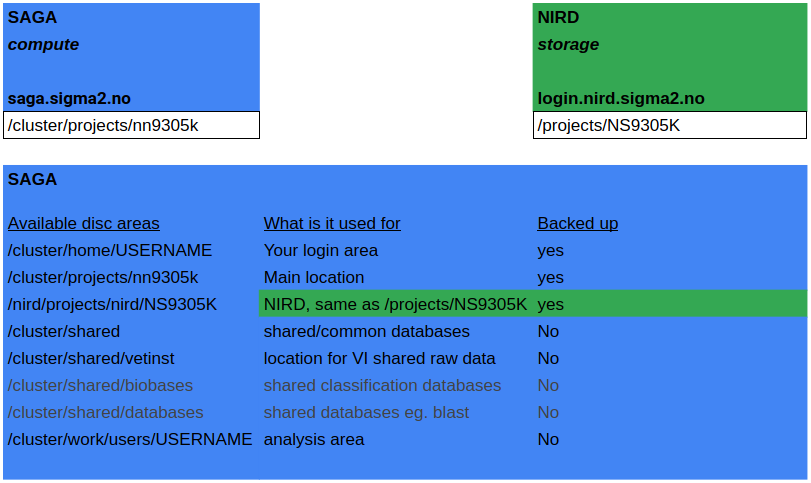 SAGA NIRD
compute storage
saga.sigma2.no login.nird.sigma2.no
/cluster/projects/nn9305k /projects/NS9305K
SAGA
Available disc areas What is it used for Backed up
/cluster/home/USERNAME Your login area yes
/cluster/projects/nn9305k Main location yes
/nird/projects/nird/NS9305K NIRD, same as /projects/NS9305K yes
/cluster/shared shared/common databases No
/cluster/shared/vetinst location for VI shared raw data No
/cluster/shared/biobases shared classification databases No
/cluster/shared/databases shared databases eg. blast No
/cluster/work/users/USERNAME analysis area No